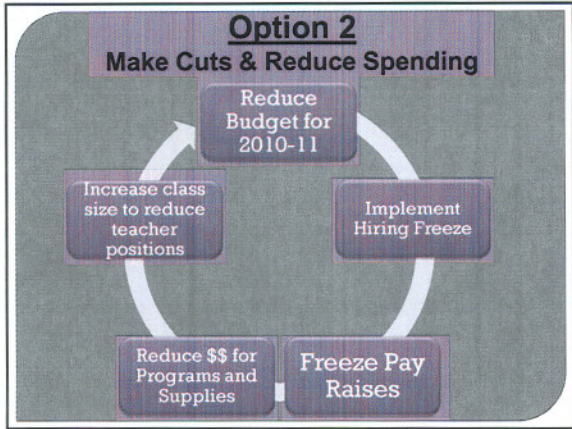 Option 2
Make Cuts & Reduce Spending
Reduce
Budget for
2010-11
Implement
Hiring Freeze
Freeze Pay
Raises
Reduce $$ for
Programs and
Supplies
Increase class
size to reduce
teacher
positions